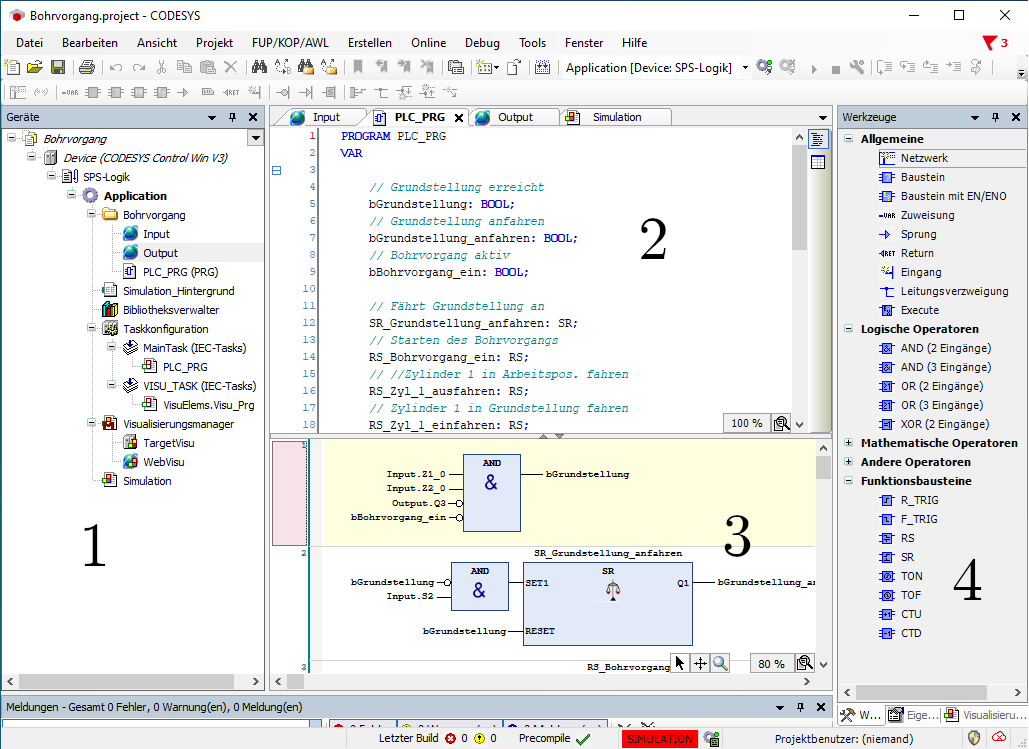 Bohrvorgang.project - CODESYS
Datei Bearbeiten Ansicht Projekt FUP/KOP/AWL Erstellen Online Debug Tools Fenster Hilfe
3
Application [Device: SPS-Logik]
Geräte
Bohrvorgang
Device (CODESYS Control Win V3)
SPS-Logik
Application
Bohrvorgang
Input
Output
PLC_PRG (PRG)
Simulation_Hintergrund
Bibliotheksverwalter
Taskkonfiguration
MainTask (IEC-Tasks)
PLC_PRG
VISU_TASK (IEC-Tasks)
VisuElems.Visu_Prg
Visualisierungsmanager
TargetVisu
WebVisu
Simulation
1
Input PLC_PRG Output Simulation
1 PROGRAM PLC_PRG
2 VAR
3
4 // Grundstellung erreicht
5 bGrundstellung: BOOL;
6 // Grundstellung anfahren
7 bGrundstellung_anfahren: BOOL;
8 // Bohrvorgang aktiv
9 bBohrvorgang_ein: BOOL;
10
11 // Fährt Grundstellung an
12 SR_Grundstellung_anfahren: SR;
13 // Starten des Bohrvorgangs
14 RS_Bohrvorgang_ein: RS;
15 // //Zylinder 1 in Arbeitspos. fahren
16 RS_Zyl_1_ausfahren: RS;
17 // Zylinder 1 in Grundstellung fahren
18 RS_Zyl_1_einfahren: RS;
2
100 %
1
AND
&
Input.Z1_0
Input.Z2_0
Output.Q3
bBohrvorgang_ein
bGrundstellung
2
SR_Grundstellung_anfahren
AND
&
bGrundstellung
Input.S2
SR
SET1
Q1
bGrundstellung_an
bGrundstellung
RESET
3
3
RS_Bohrvorgang
80 %
Werkzeuge
Allgemeine
Netzwerk
Baustein
Baustein mit EN/ENO
Zuweisung
Sprung
Return
Eingang
Leitungsverzweigung
Execute
Logische Operatoren
AND (2 Eingänge)
AND (3 Eingänge)
OR (2 Eingänge)
OR (3 Eingänge)
XOR (2 Eingänge)
Mathematische Operatoren
Andere Operatoren
Funktionsbausteine
R_TRIG
F_TRIG
RS
SR
TON
TOF
CTU
CTD
4
W... Eige... Visualisieru...
Meldungen - Gesamt 0 Fehler, 0 Warnung(en), 0 Meldung(en)
Letzter Build 0 0 Precompile SIMULATION Projektbenutzer: (niemand)